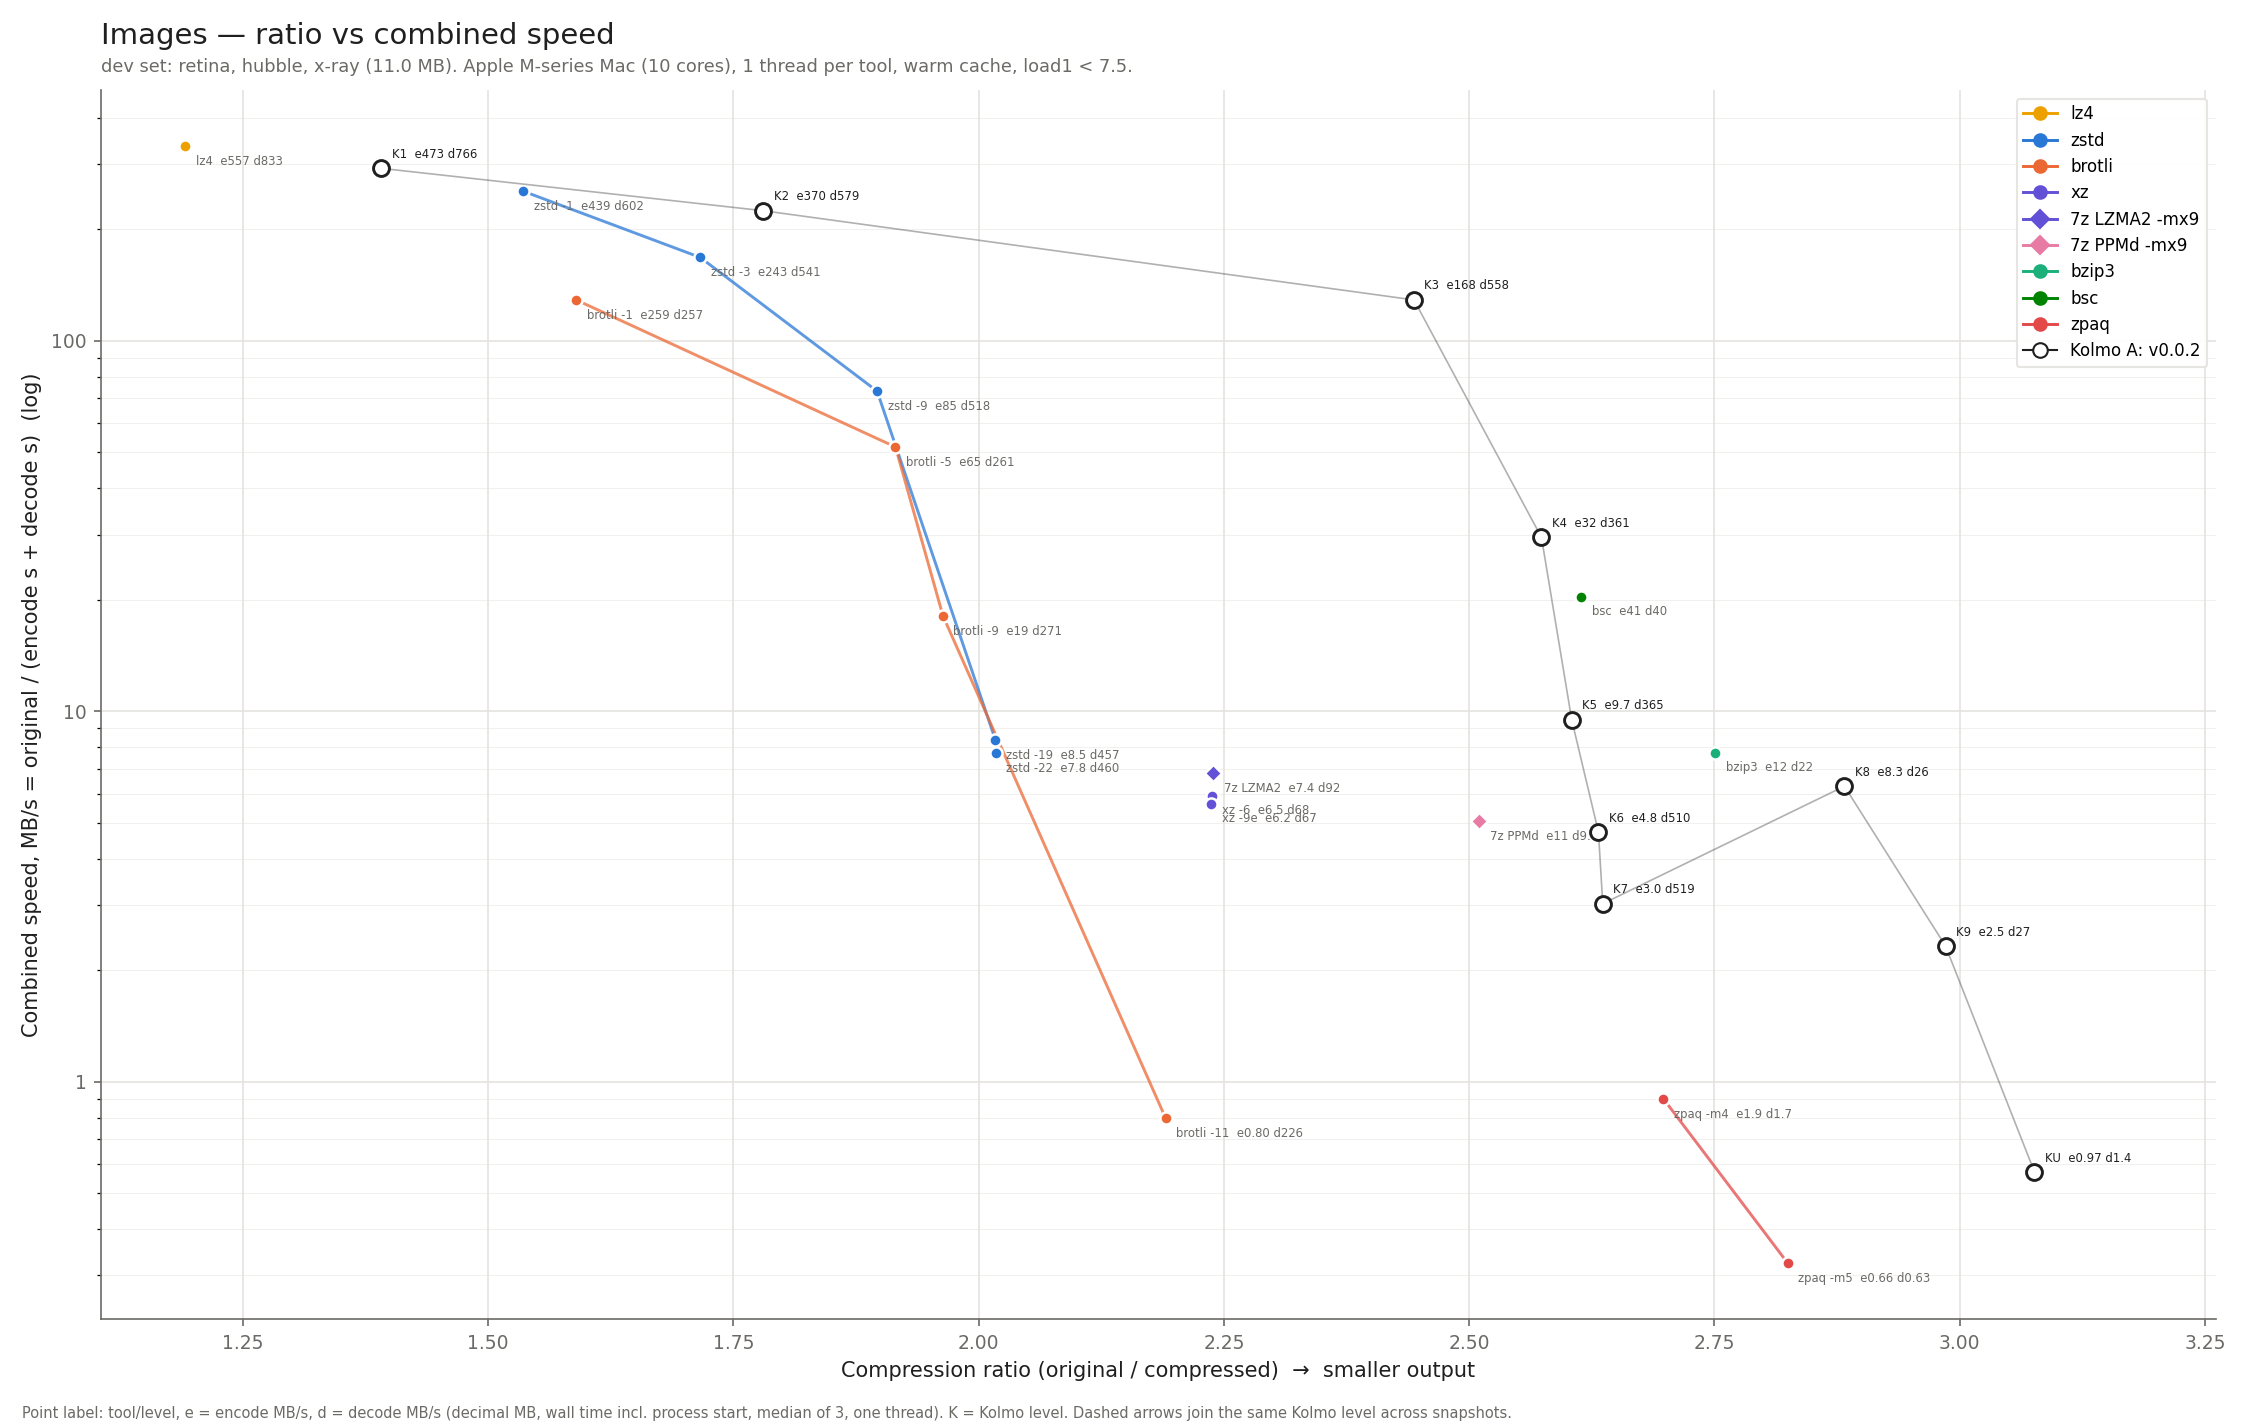 Images — ratio vs combined speed
dev set: retina, hubble, x-ray (11.0 MB). Apple M-series Mac (10 cores), 1 thread per tool, warm cache, load1 < 7.5.
lz4
zstd
brotli
xz
7z LZMA2 -mx9
7z PPMd -mx9
bzip3
bsc
zpaq
Kolmo A: v0.0.2
lz4 e557 d833
K1 e473 d766
K2 e370 d579
zstd -1 e439 d602
zstd -3 e243 d541
K3 e168 d558
brotli -1 e259 d257
zstd -9 e85 d518
brotli -5 e65 d261
K4 e32 d361
bsc e41 d40
brotli -9 e19 d271
K5 e9.7 d365
zstd -19 e8.5 d457
zstd -22 e7.8 d460
bzip3 e12 d22
K8 e8.3 d26
7z LZMA2 e7.4 d92
xz -6 e6.5 d68
xz -9e e6.2 d67
K6 e4.8 d510
7z PPMd e11 d9.
K7 e3.0 d519
K9 e2.5 d27
zpaq -m4 e1.9 d1.7
brotli -11 e0.80 d226
KU e0.97 d1.4
zpaq -m5 e0.66 d0.63
100
10
1
Combined speed, MB/s = original / (encode s + decode s) (log)
1.25 1.50 1.75 2.00 2.25 2.50 2.75 3.00 3.25
Compression ratio (original / compressed) → smaller output
Point label: tool/level, e = encode MB/s, d = decode MB/s (decimal MB, wall time incl. process start, median of 3, one thread). K = Kolmo level. Dashed arrows join the same Kolmo level across snapshots.